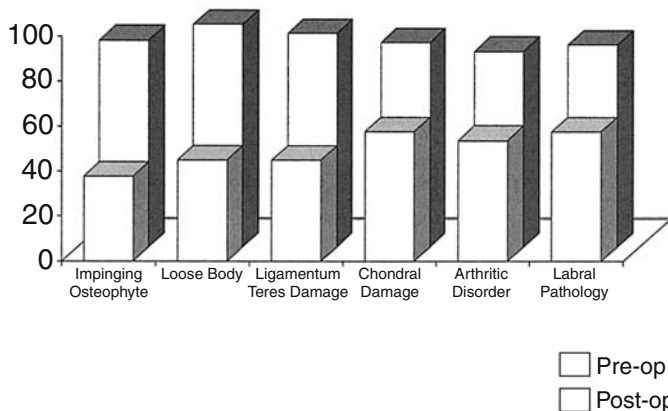 100
80
60
40
20
0
Impinging Osteophyte
Loose Body
Ligamentum Teres Damage
Chondral Damage
Arthritic Disorder
Labral Pathology
Pre-op
Post-op